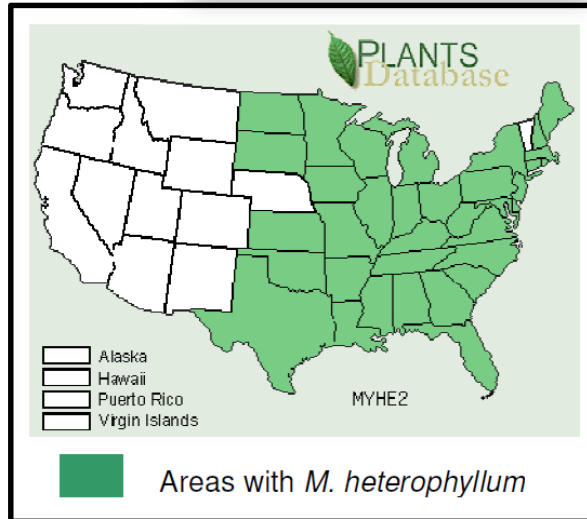 PLANTS
Database
Alaska
Hawaii
Puerto Rico
Virgin Islands
MYHE2
Areas with M. heterophyllum